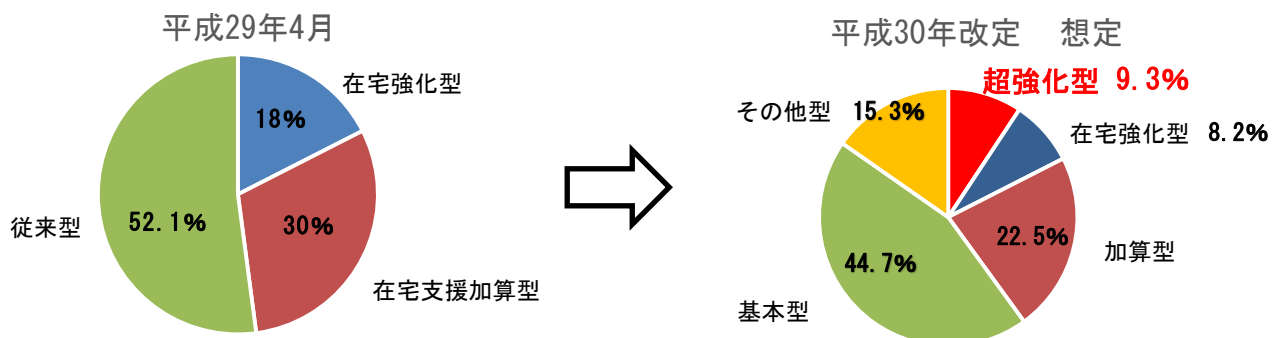 平成29年4月
在宅強化型
18%
従来型
52.1%
30%
在宅支援加算型
平成30年改定 想定
超強化型 9.3%
その他型 15.3%
在宅強化型 8.2%
22.5%
加算型
44.7%
基本型